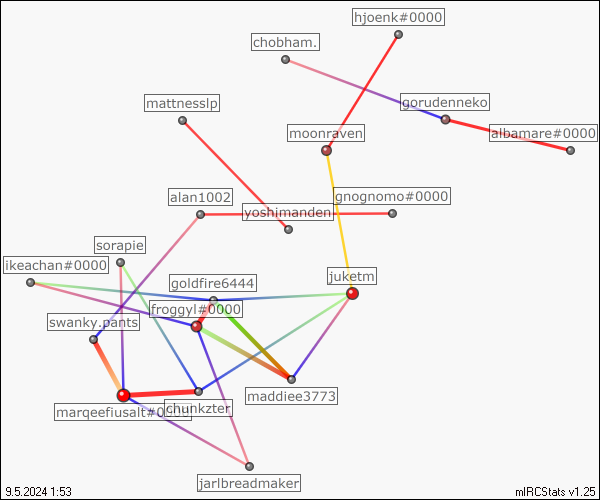 hjoenk#0000
chobham.
mattnesslp
gorudenneko
moonraven
albamare#0000
alan1002
gnognomo#0000
yoshimanden
sorapie
ikeachan#0000
goldfire6444
juketm
froggyl#0000
swanky.pants
maddiee3773
marqeefiusalt#0000
chunkzter
jarlbreadmaker
9.5.2024 1:53
mIRCStats v1.25